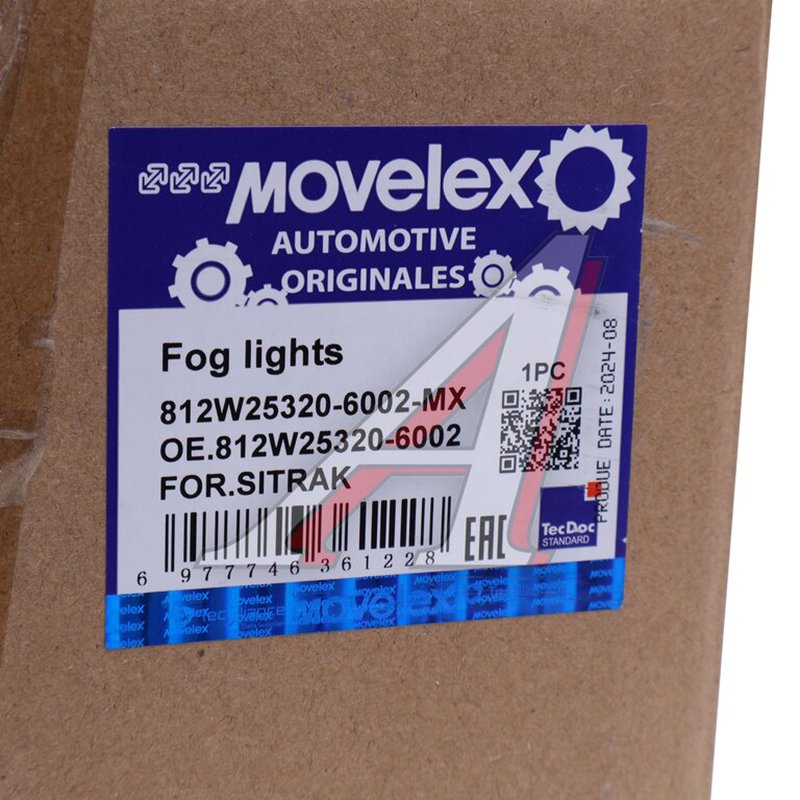 MOVELEX
AUTOMOTIVE
ORIGINALES
Fog lights
812W25320-6002-MX
OE.812W25320-6002
FOR.SITRAK
1PC
PRODUE DATE: 2024-08
EAC
TecDoc
STANDARD
6 977746 361228
MOVELEX